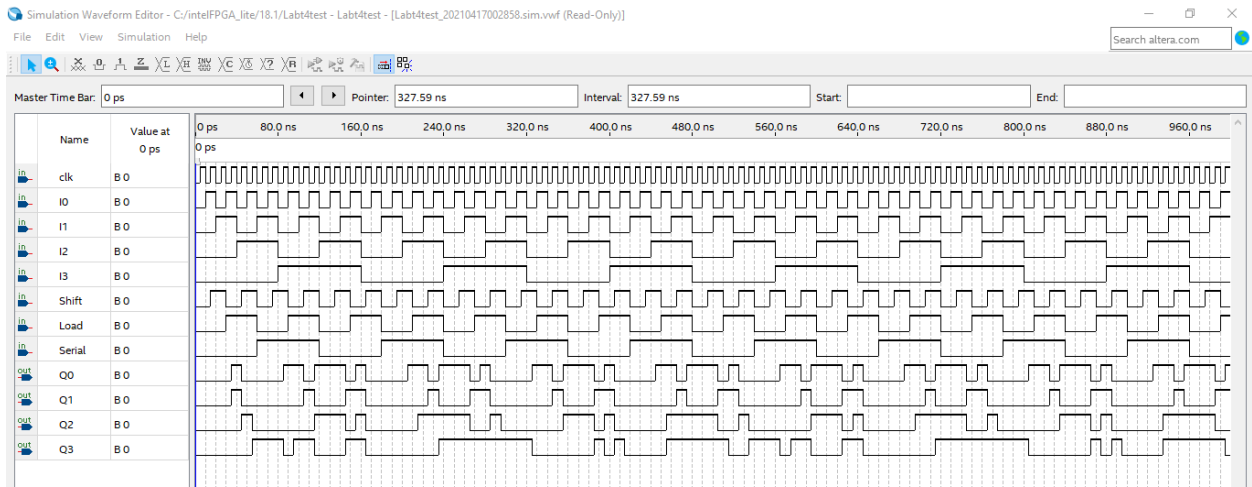 Simulation Waveform Editor - C:/intelFPGA_lite/18.1/Labt4test - Labt4test - [Labt4test_20210417002858.sim.vwf (Read-Only)]
File Edit View Simulation Help
Search altera.com
Master Time Bar: 0 ps Pointer: 327.59 ns Interval: 327.59 ns Start: End:
Name Value at 0 ps
0 ps 80.0 ns 160.0 ns 240.0 ns 320.0 ns 400.0 ns 480.0 ns 560.0 ns 640.0 ns 720.0 ns 800.0 ns 880.0 ns 960.0 ns
0 ps
in clk B 0
in I0 B 0
in I1 B 0
in I2 B 0
in I3 B 0
in Shift B 0
in Load B 0
in Serial B 0
out Q0 B 0
out Q1 B 0
out Q2 B 0
out Q3 B 0